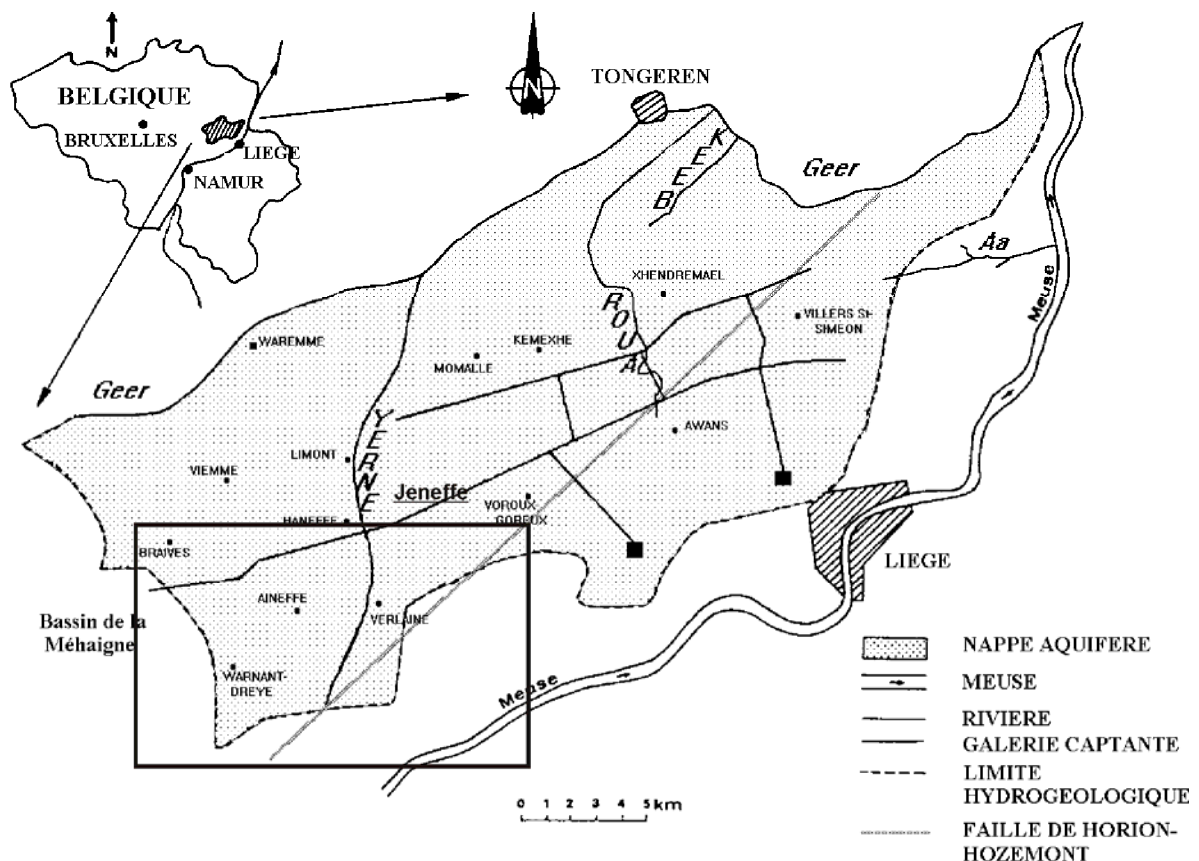 N
BELGIQUE
BRUXELLES
LIEGE
NAMUR
N
TONGEREN
BEEK
Geer
Aa
Meuse
XHENDREMAEL
ROUA
VILLERS ST
SIMEON
WAREMME
KEMEXHE
MOMALLE
Geer
YERNE
AWANS
LIMONT
VIEMME
Jeneffe
VOROUX
GOREUX
HANEFFE
BRAIVES
LIEGE
Bassin de la
Méhaigne
AINEFFE
VERLAINE
WARNANT-
DREYE
Meuse
0 1 2 3 4 5 km
NAPPE AQUIFERE
MEUSE
RIVIERE
GALERIE CAPTANTE
LIMITE
HYDROGEOLOGIQUE
FAILLE DE HORION-
HOZEMONT